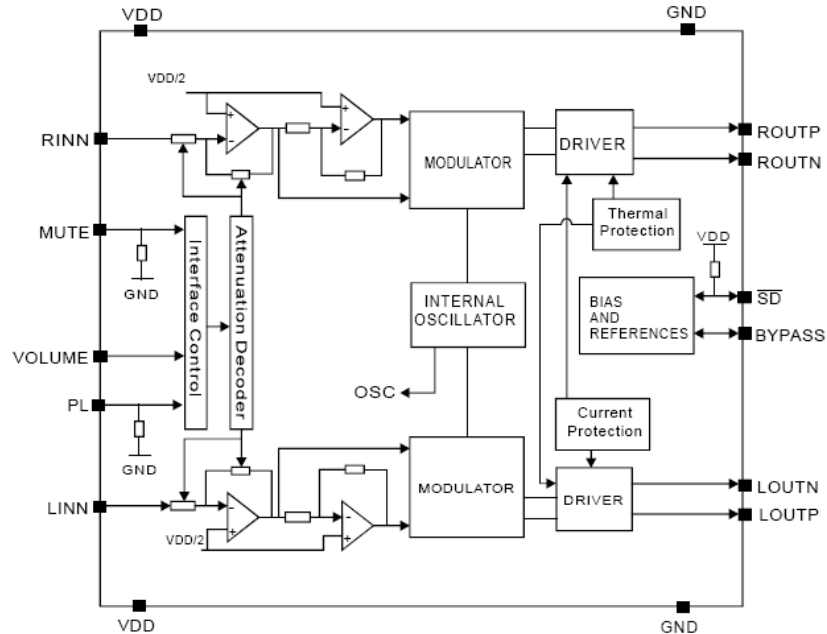 VDD
GND
VDD/2
+
-
+
-
RINN
MODULATOR
DRIVER
ROUTP
ROUTN
MUTE
GND
Interface Control
Attenuation Decoder
Thermal
Protection
VDD
INTERNAL
OSCILLATOR
BIAS
AND
REFERENCES
SD
BYPASS
VOLUME
OSC
PL
GND
Current
Protection
MODULATOR
DRIVER
LINN
-
+
-
+
VDD/2
LOUTN
LOUTP
VDD
GND